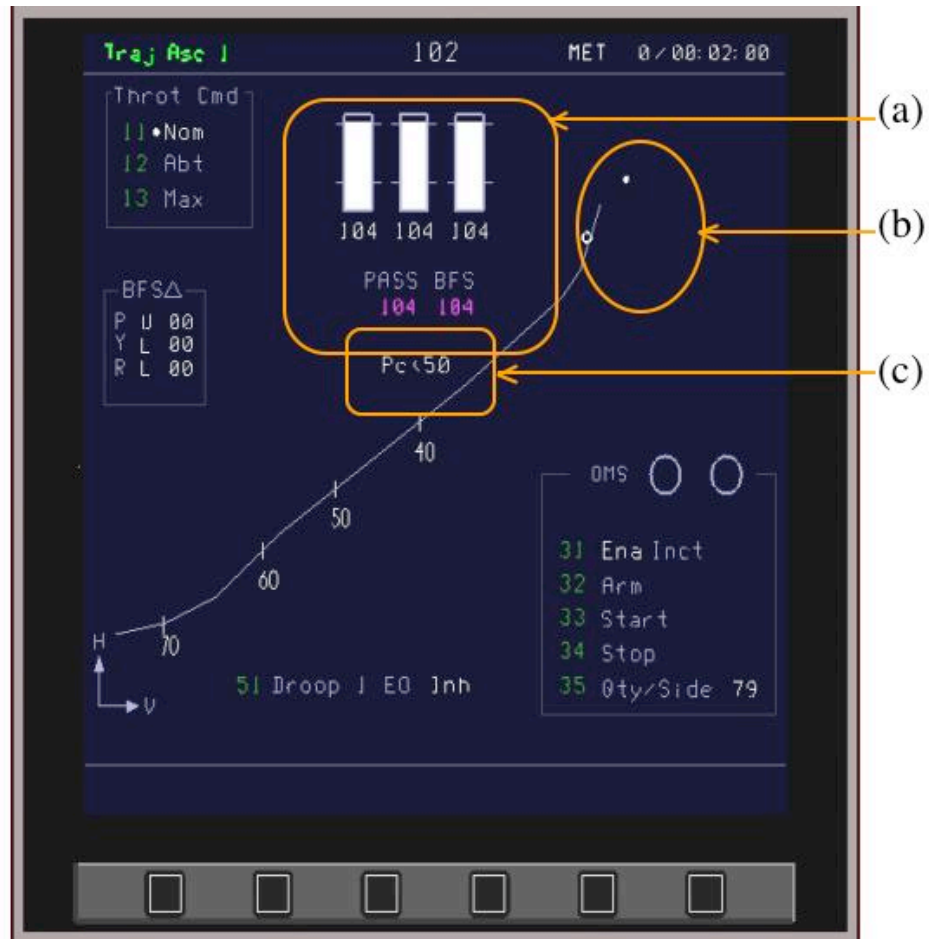 Traj Asc 1 102 MET 0/00:02:00
Throt Cmd
11•Nom
12 Abt
13 Max
104 104 104
PASS BFS
104 104
Pc<50
BFS△
P U 00
Y L 00
R L 00
40
50
60
70
H
V
OMS
31 Ena Inct
32 Arm
33 Start
34 Stop
35 Qty/Side 79
51 Droop 1 EO Inh
(a)
(b)
(c)